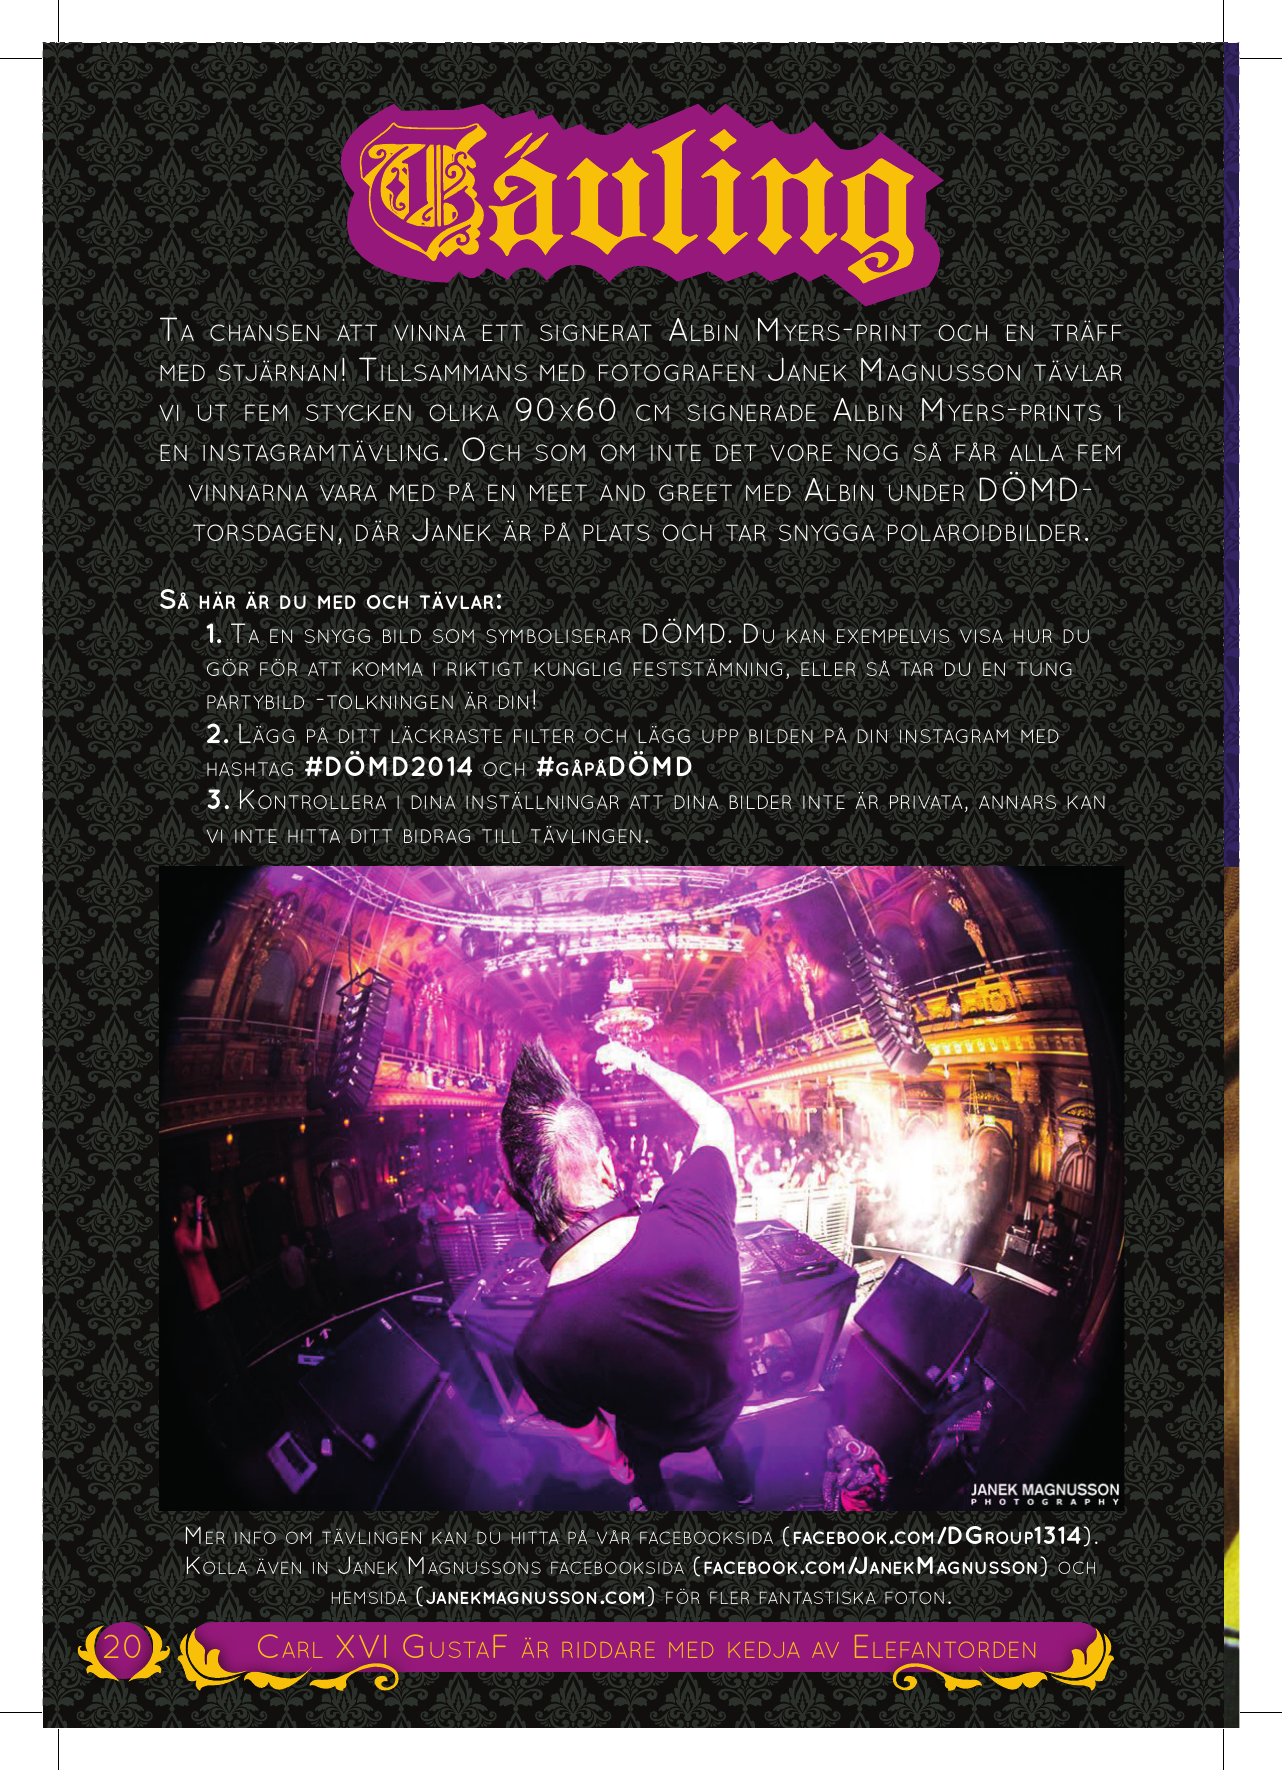 Tävling
Ta chansen att vinna ett signerat Albin Myers-print och en träff
med stjärnan! Tillsammans med fotografen Janek Magnusson tävlar
vi ut fem stycken olika 90x60 cm signerade Albin Myers-prints i
en instagramtävling. Och som om inte det vore nog så får alla fem
vinnarna vara med på en meet and greet med Albin under DÖMD-
torsdagen, där Janek är på plats och tar snygga polaroidbilder.
Så här är du med och tävlar:
1. Ta en snygg bild som symboliserar DÖMD. Du kan exempelvis visa hur du
gör för att komma i riktigt kunglig feststämning, eller så tar du en tung
partybild -tolkningen är din!
2. Lägg på ditt läckraste filter och lägg upp bilden på din instagram med
hashtag #DÖMD2014 och #gåpåDÖMD
3. Kontrollera i dina inställningar att dina bilder inte är privata, annars kan
vi inte hitta ditt bidrag till tävlingen.
JANEK MAGNUSSON
PHOTOGRAPHY
Mer info om tävlingen kan du hitta på vår facebooksida (facebook.com/DGroup1314).
Kolla även in Janek Magnussons facebooksida (facebook.com/JanekMagnusson) och
hemsida (janekmagnusson.com) för fler fantastiska foton.
20 Carl XVI GustaF är riddare med kedja av Elefantorden